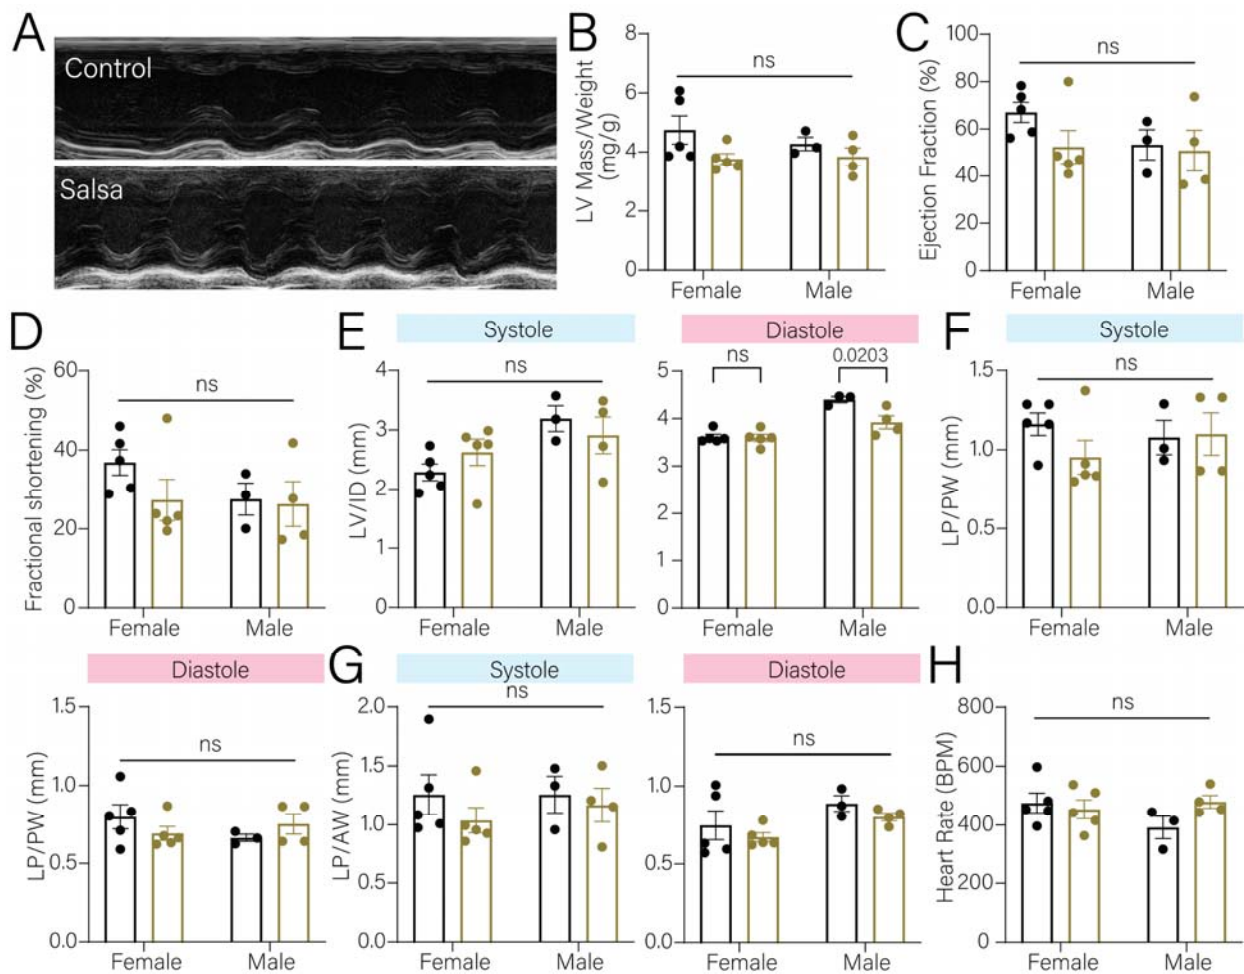 A
Control
Salsa
B
LV Mass/Weight
(mg/g)
8
6
4
2
0
ns
Female
Male
C
Ejection Fraction (%)
100
80
60
40
20
0
ns
Female
Male
D
Fractional shortening (%)
60
40
20
0
ns
Female
Male
E
Systole
LV/ID (mm)
4
3
2
1
0
ns
Female
Male
Diastole
5
4
3
2
1
0
ns
0.0203
Female
Male
F
Systole
LP/PW (mm)
1.5
1.0
0.5
0.0
ns
Female
Male
Diastole
LP/PW (mm)
1.5
1.0
0.5
0.0
ns
Female
Male
G
Systole
LP/AW (mm)
2.0
1.5
1.0
0.5
0.0
ns
Female
Male
Diastole
1.5
1.0
0.5
0.0
ns
Female
Male
H
Heart Rate (BPM)
800
600
400
200
0
ns
Female
Male